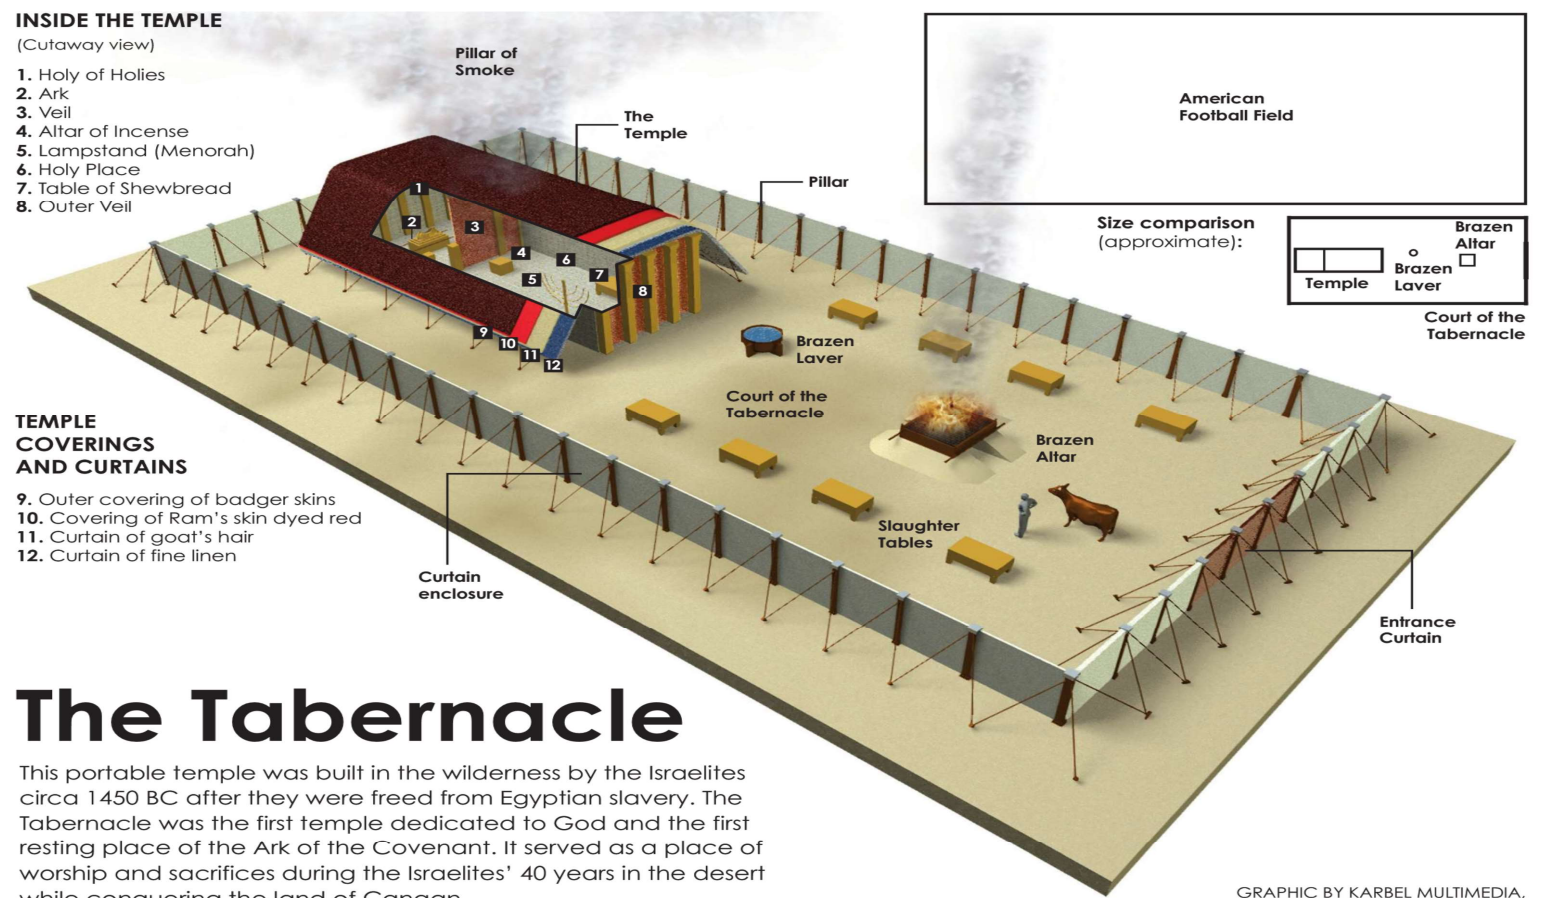 INSIDE THE TEMPLE
(Cutaway view)
1. Holy of Holies
2. Ark
3. Veil
4. Altar of Incense
5. Lampstand (Menorah)
6. Holy Place
7. Table of Shewbread
8. Outer Veil
Pillar of
Smoke
The
Temple
Pillar
American
Football Field
Size comparison
(approximate):
Temple
Brazen
Laver
Brazen
Altar
Court of the
Tabernacle
1
2
3
4
5
6
7
8
9
10
11
12
Brazen
Laver
Court of the
Tabernacle
Brazen
Altar
Slaughter
Tables
Entrance
Curtain
Curtain
enclosure
TEMPLE
COVERINGS
AND CURTAINS
9. Outer covering of badger skins
10. Covering of Ram's skin dyed red
11. Curtain of goat's hair
12. Curtain of fine linen
The Tabernacle
This portable temple was built in the wilderness by the Israelites
circa 1450 BC after they were freed from Egyptian slavery. The
Tabernacle was the first temple dedicated to God and the first
resting place of the Ark of the Covenant. It served as a place of
worship and sacrifices during the Israelites' 40 years in the desert
while conquering the land of Canaan
GRAPHIC BY KARBEL MULTIMEDIA,